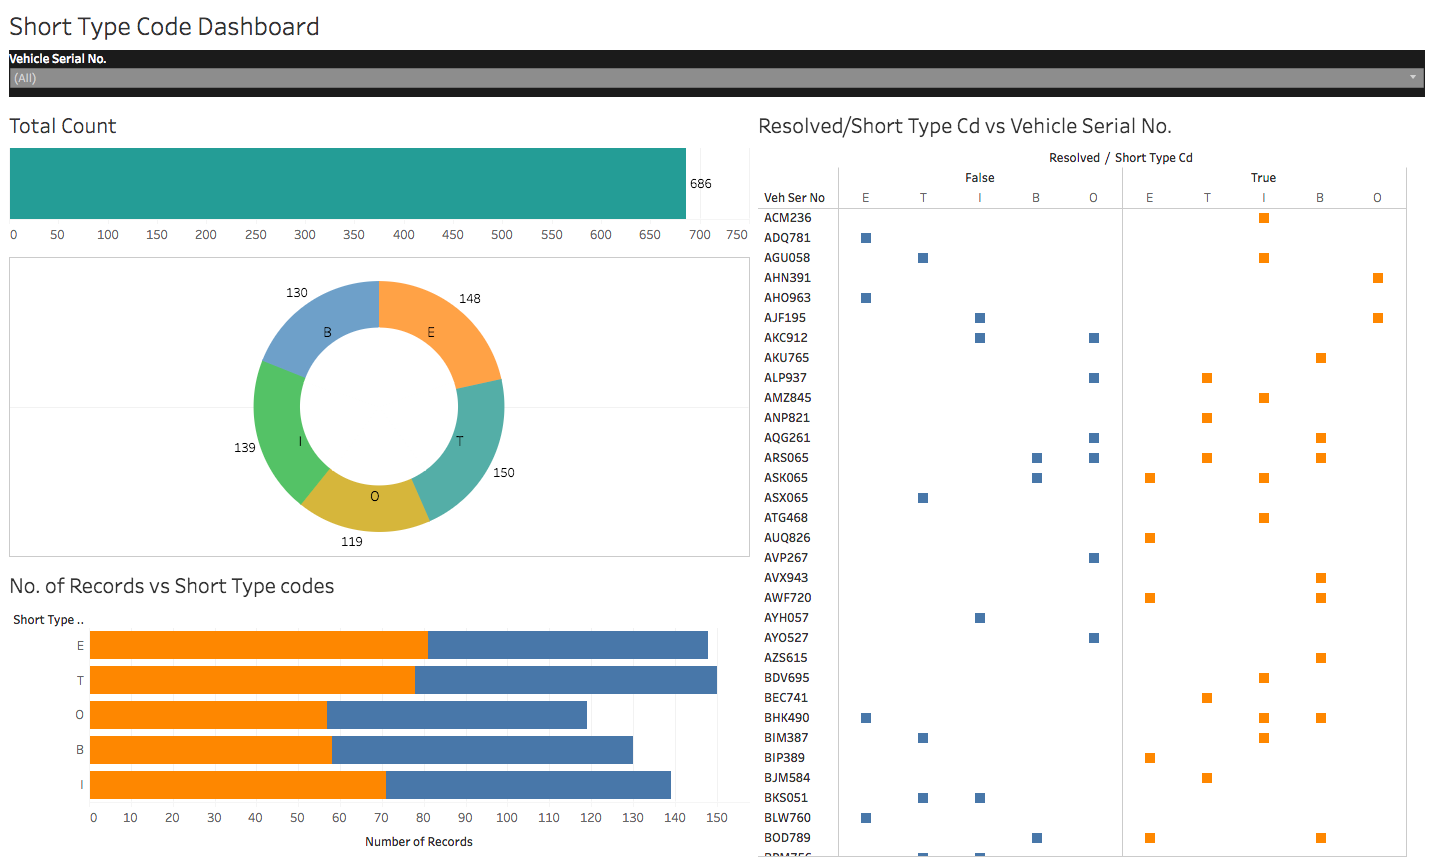 Short Type Code Dashboard
Vehicle Serial No.
(All)
Total Count
686
0 50 100 150 200 250 300 350 400 450 500 550 600 650 700 750
130 148
B E
139 I T 150
O
119
No. of Records vs Short Type codes
Short Type ..
E
T
O
B
I
0 10 20 30 40 50 60 70 80 90 100 110 120 130 140 150
Number of Records
Resolved/Short Type Cd vs Vehicle Serial No.
Resolved / Short Type Cd
False True
Veh Ser No E T I B O E T I B O
ACM236
ADQ781
AGU058
AHN391
AHO963
AJF195
AKC912
AKU765
ALP937
AMZ845
ANP821
AQG261
ARS065
ASK065
ASX065
ATG468
AUQ826
AVP267
AVX943
AWF720
AYH057
AYO527
AZS615
BDV695
BEC741
BHK490
BIM387
BIP389
BJM584
BKS051
BLW760
BOD789